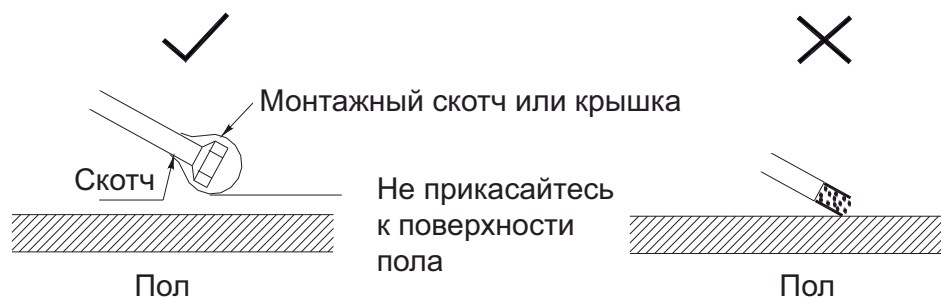 Монтажный скотч или крышка
Скотч
Не прикасайтесь
к поверхности
пола
Пол
Пол